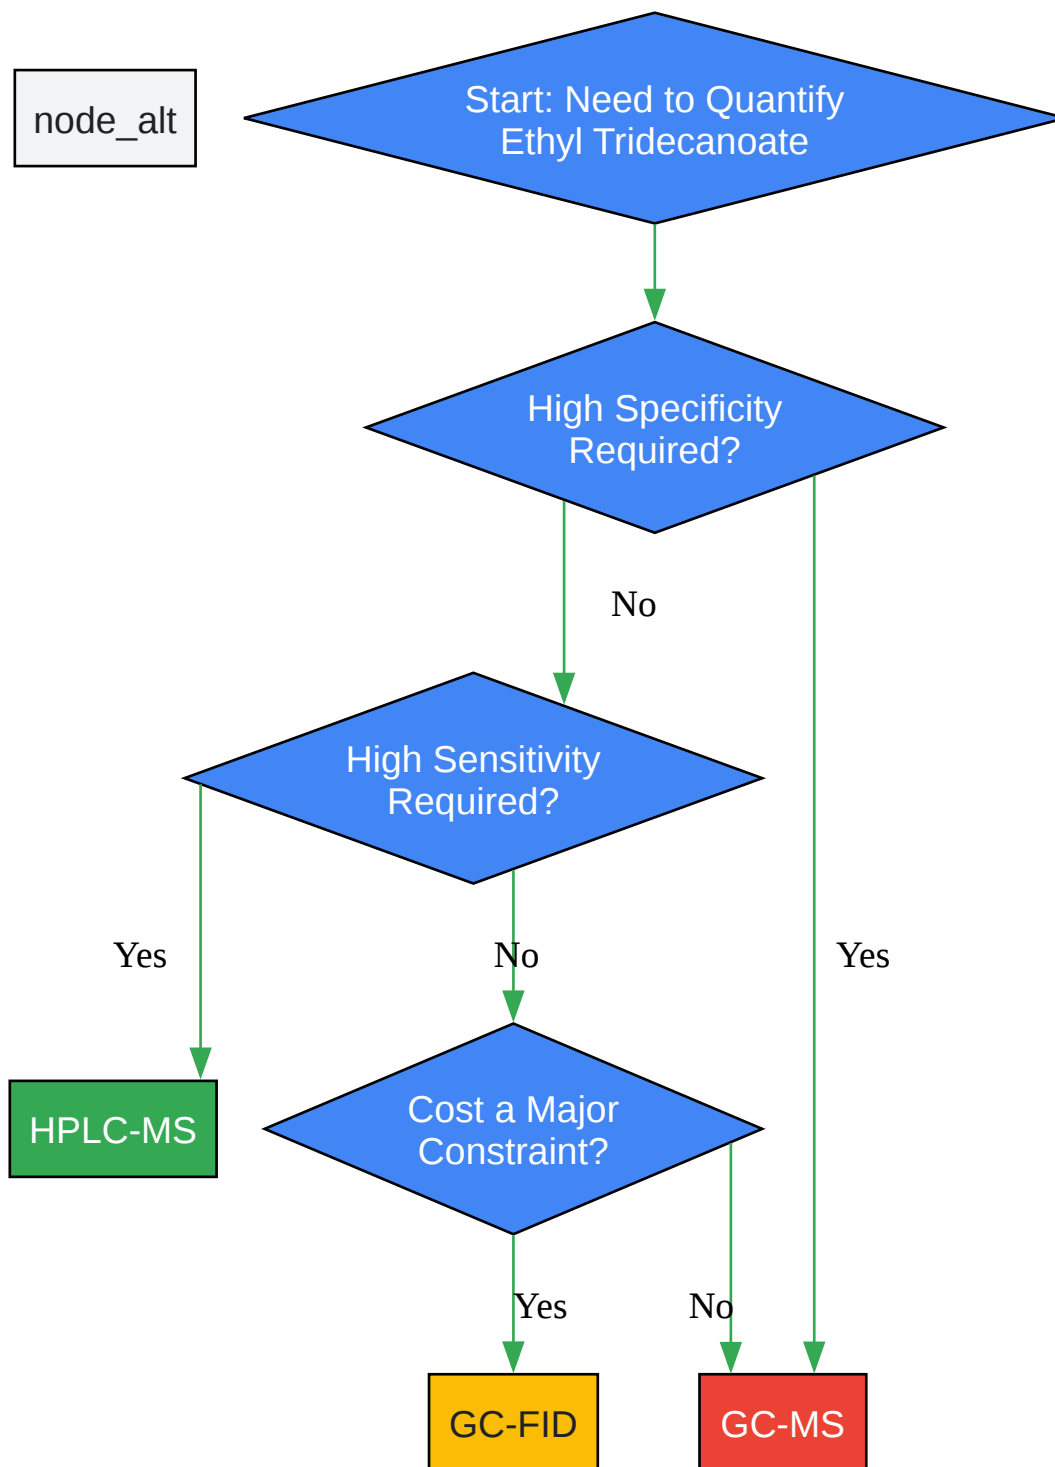 node_alt
Start: Need to Quantify
Ethyl Tridecanoate
High Specificity
Required?
No
High Sensitivity
Required?
Yes
No
Yes
HPLC-MS
Cost a Major
Constraint?
Yes
No
GC-FID
GC-MS